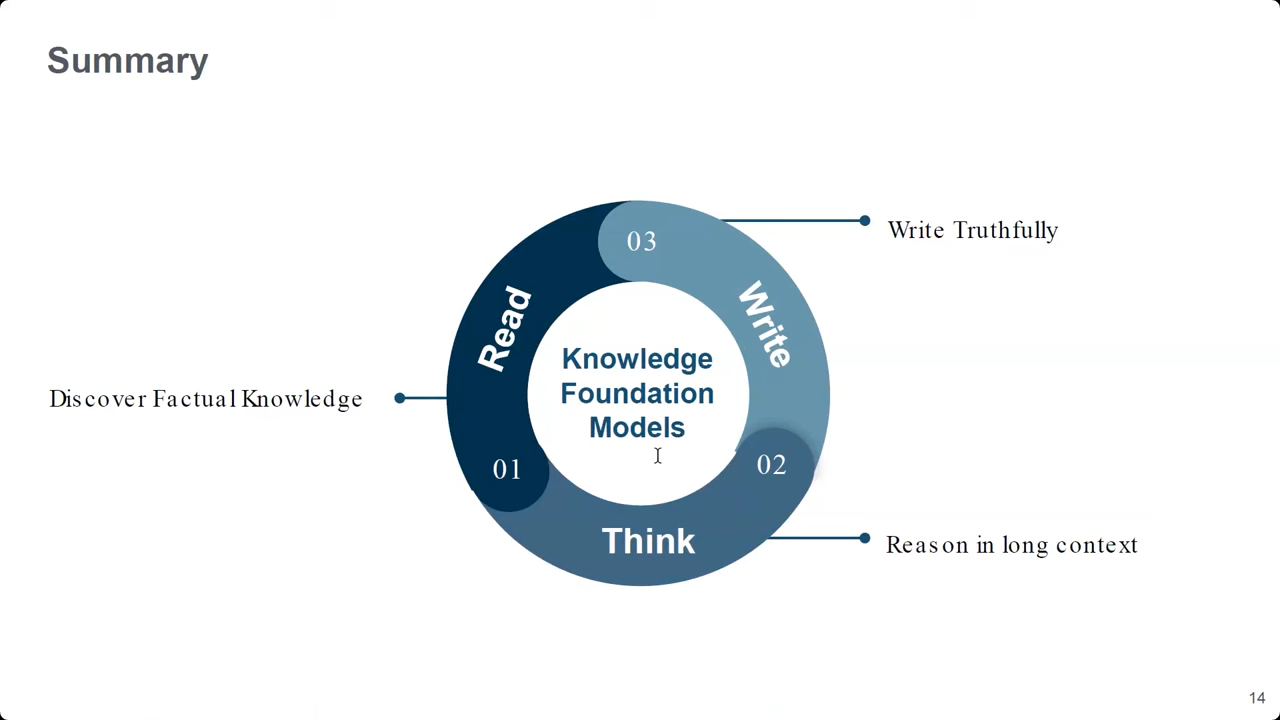 Summary
03
Write Truthfully
Read
Write
Knowledge
Foundation
Models
Discover Factual Knowledge
01
02
Think
Reason in long context
14